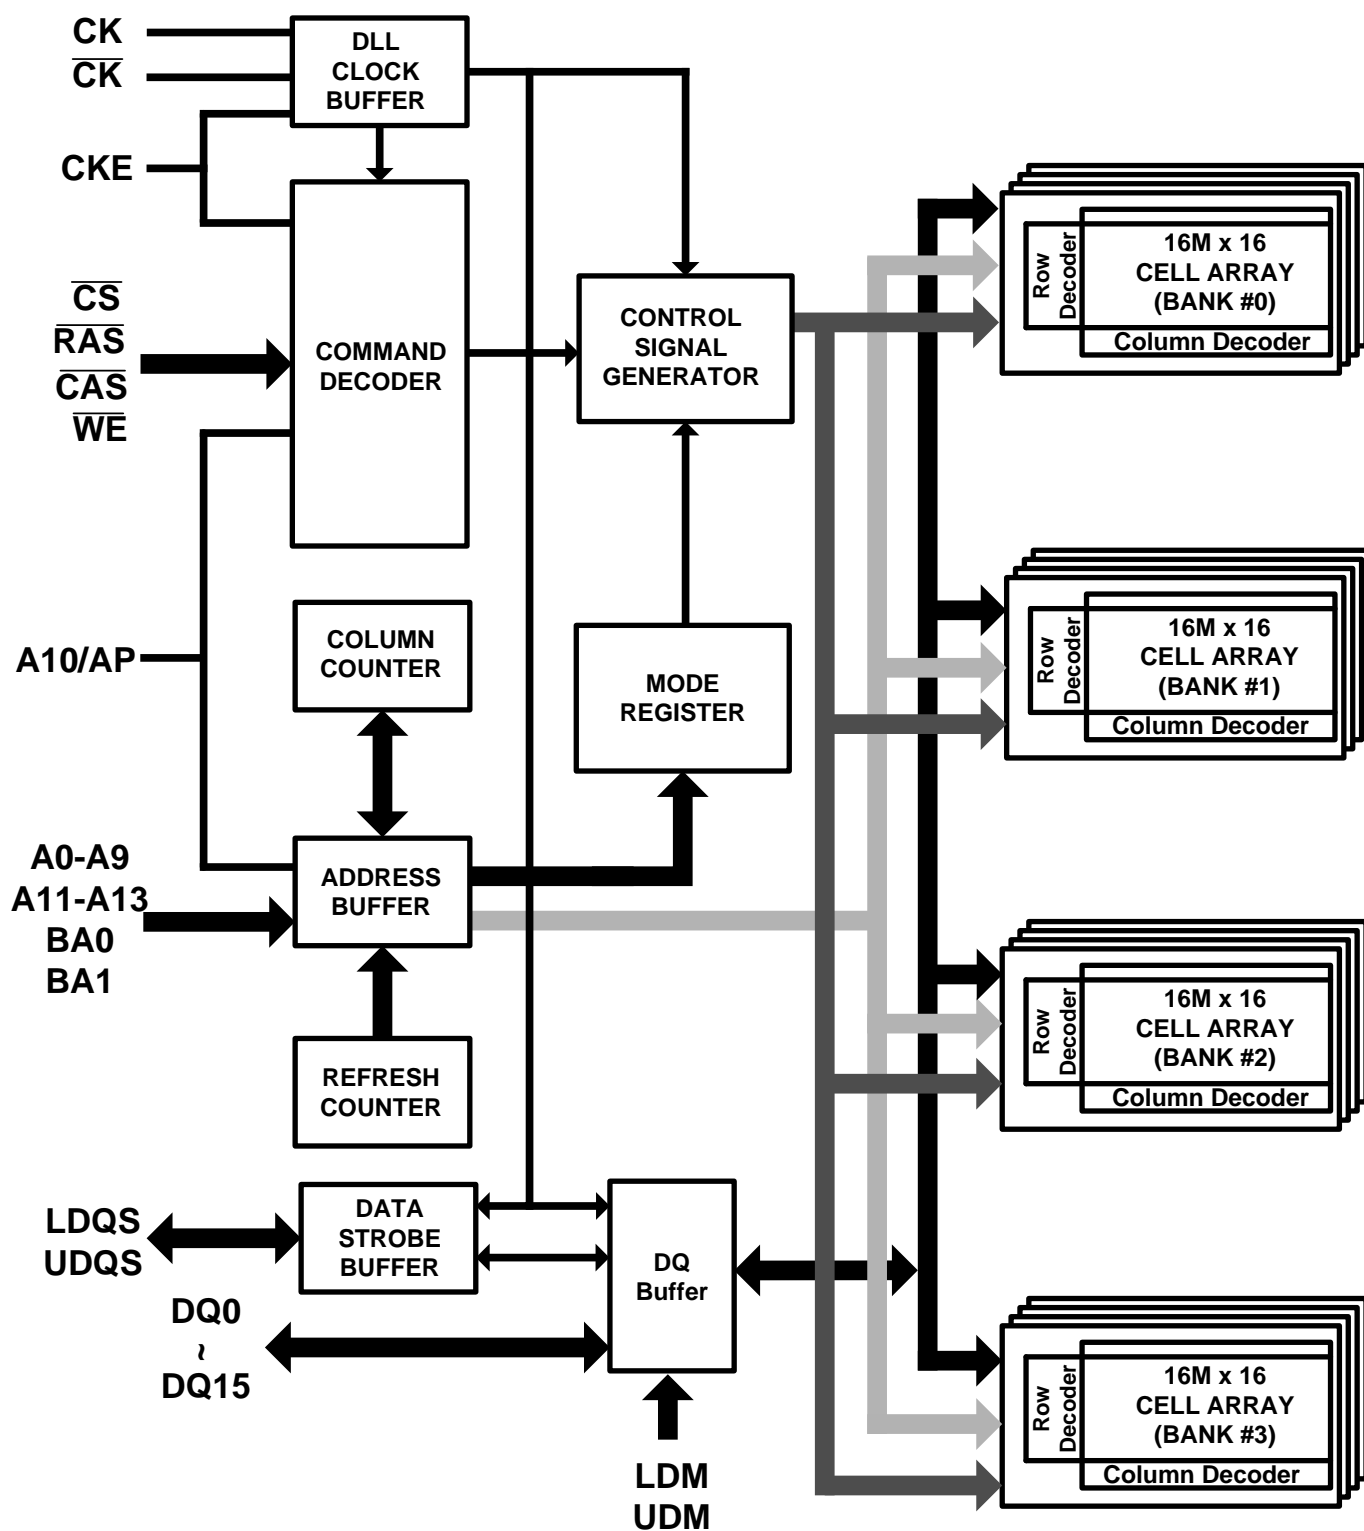 CK
CK
CKE
CS
RAS
CAS
WE
A10/AP
A0-A9
A11-A13
BA0
BA1
LDQS
UDQS
DQ0
~
DQ15
DLL
CLOCK
BUFFER
COMMAND
DECODER
COLUMN
COUNTER
ADDRESS
BUFFER
REFRESH
COUNTER
DATA
STROBE
BUFFER
CONTROL
SIGNAL
GENERATOR
MODE
REGISTER
DQ
Buffer
LDM
UDM
Row
Decoder
16M x 16
CELL ARRAY
(BANK #0)
Column Decoder
Row
Decoder
16M x 16
CELL ARRAY
(BANK #1)
Column Decoder
Row
Decoder
16M x 16
CELL ARRAY
(BANK #2)
Column Decoder
Row
Decoder
16M x 16
CELL ARRAY
(BANK #3)
Column Decoder